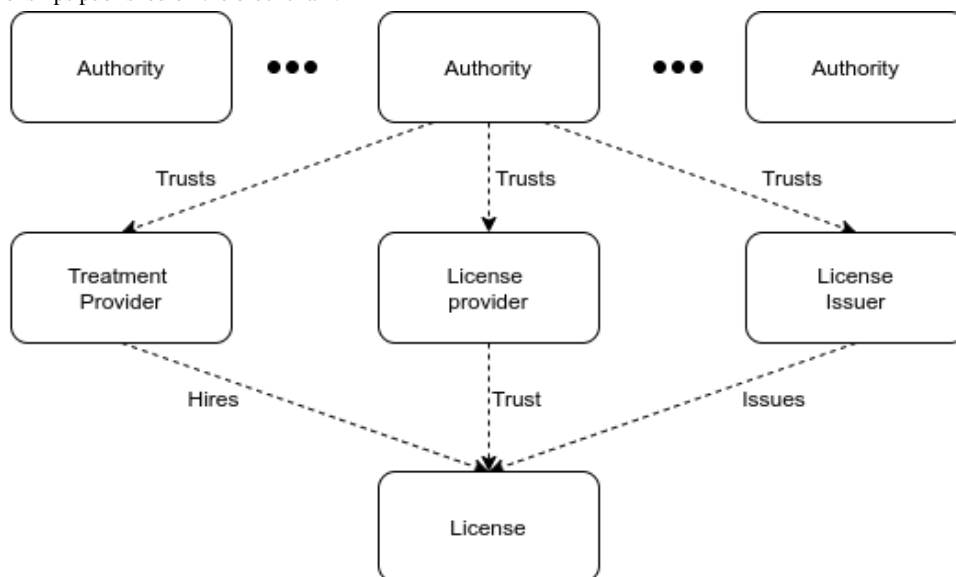 Authority
Authority
Authority
Trusts
Trusts
Trusts
Treatment
Provider
License
provider
License
Issuer
Hires
Trust
Issues
License